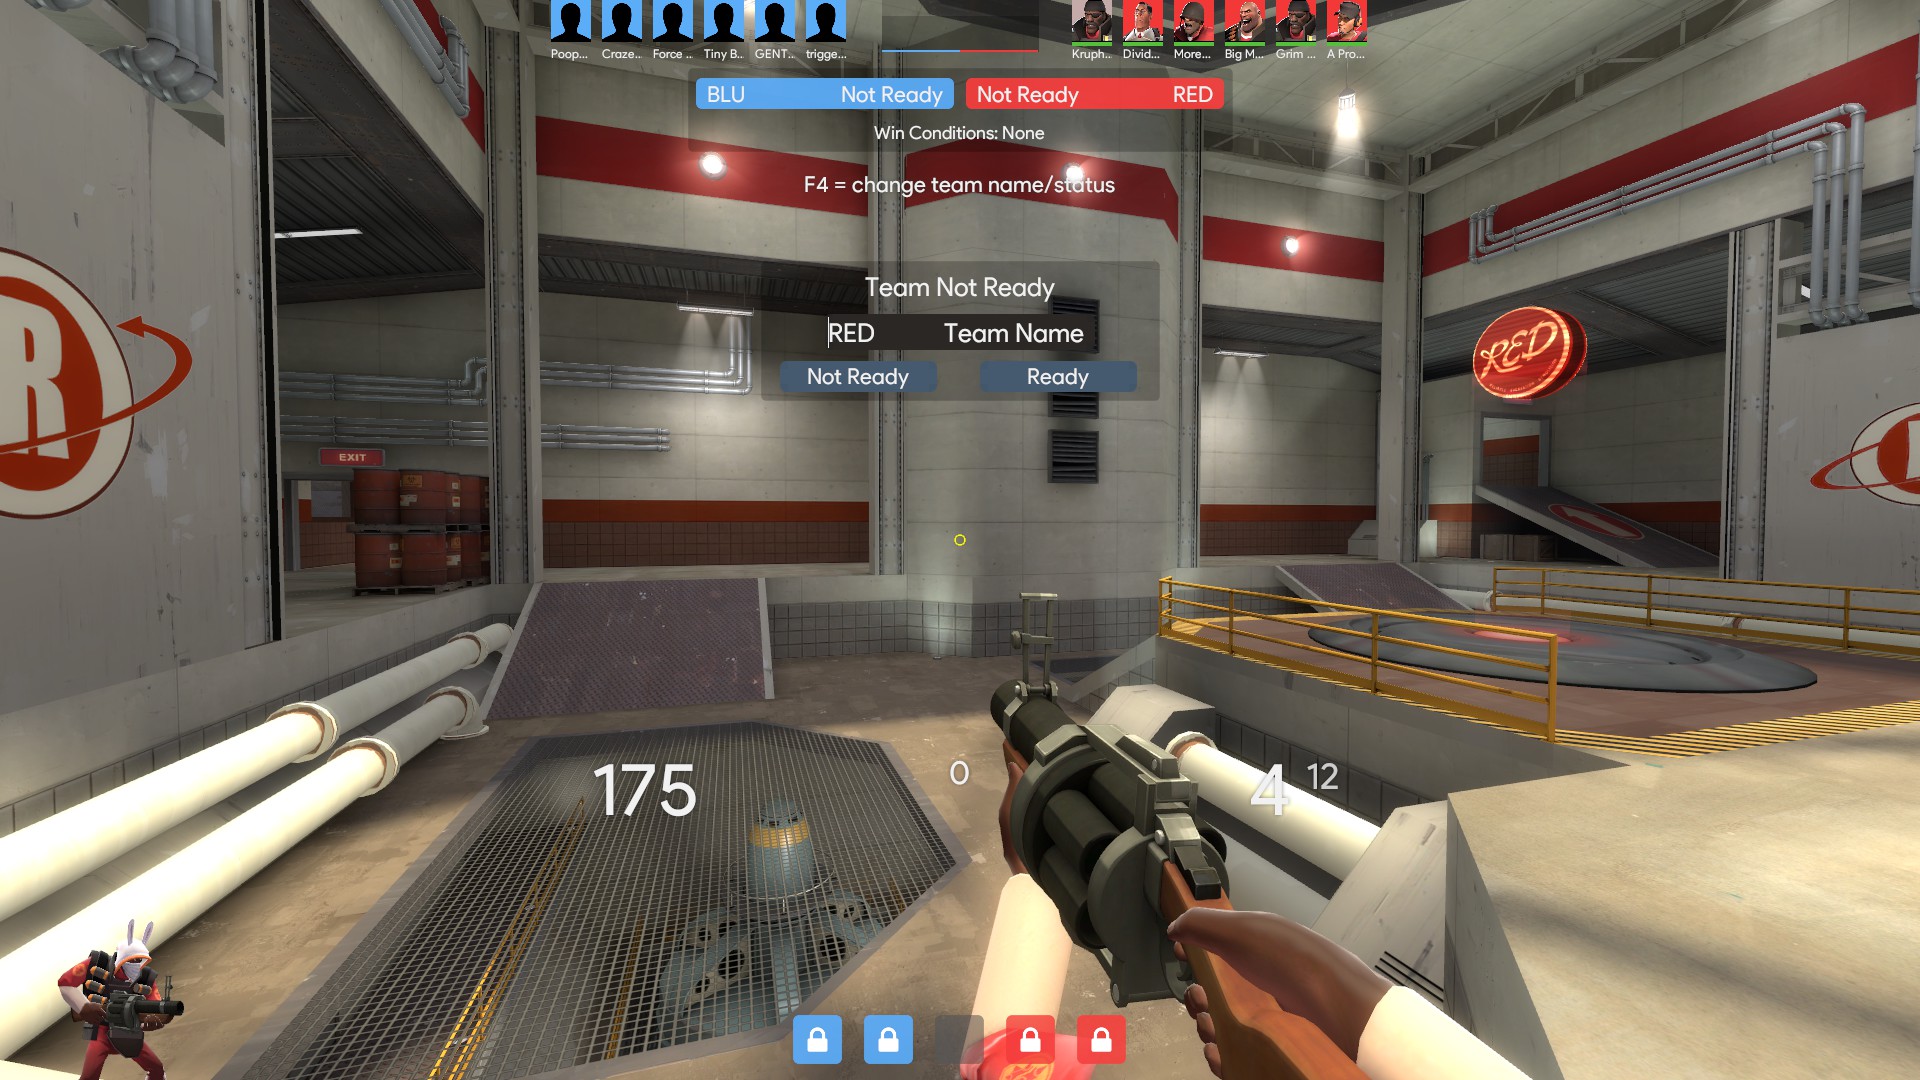 Poop... Craze... Force ... Tiny B... GENT... trigge... Kruph... Divid... More... Big M... Grim ... A Pro...
BLU Not Ready Not Ready RED
Win Conditions: None
F4 = change team name/status
Team Not Ready
RED Team Name
Not Ready Ready
R
RED
EXIT
175 0 4 12